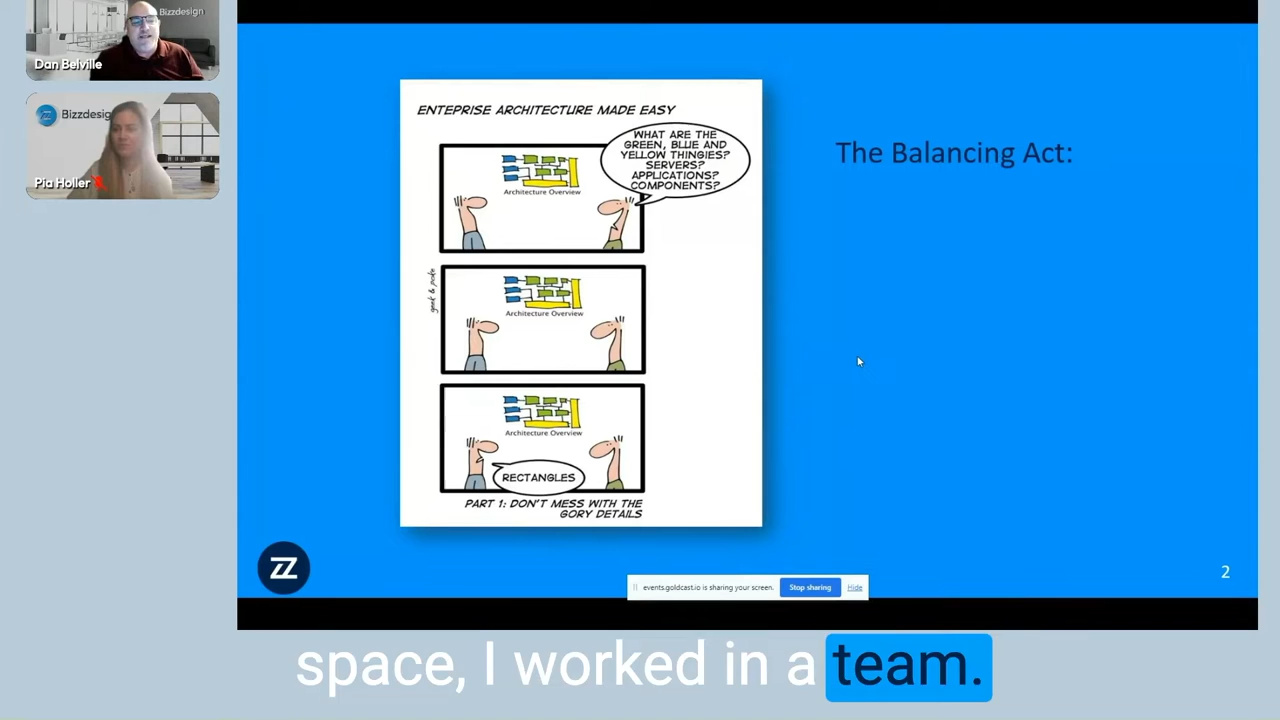 Bizzdesign
Dan Belville
Bizzdesign
Pia Holler
ENTEPRISE ARCHITECTURE MADE EASY
WHAT ARE THE
GREEN, BLUE AND
YELLOW THINGIES?
SERVERS?
APPLICATIONS?
COMPONENTS?
Architecture Overview
geek & poke
Architecture Overview
Architecture Overview
RECTANGLES
PART 1: DON'T MESS WITH THE
GORY DETAILS
The Balancing Act:
2
events.goldcast.io is sharing your screen.
Stop sharing
Hide
space, I worked in a team.